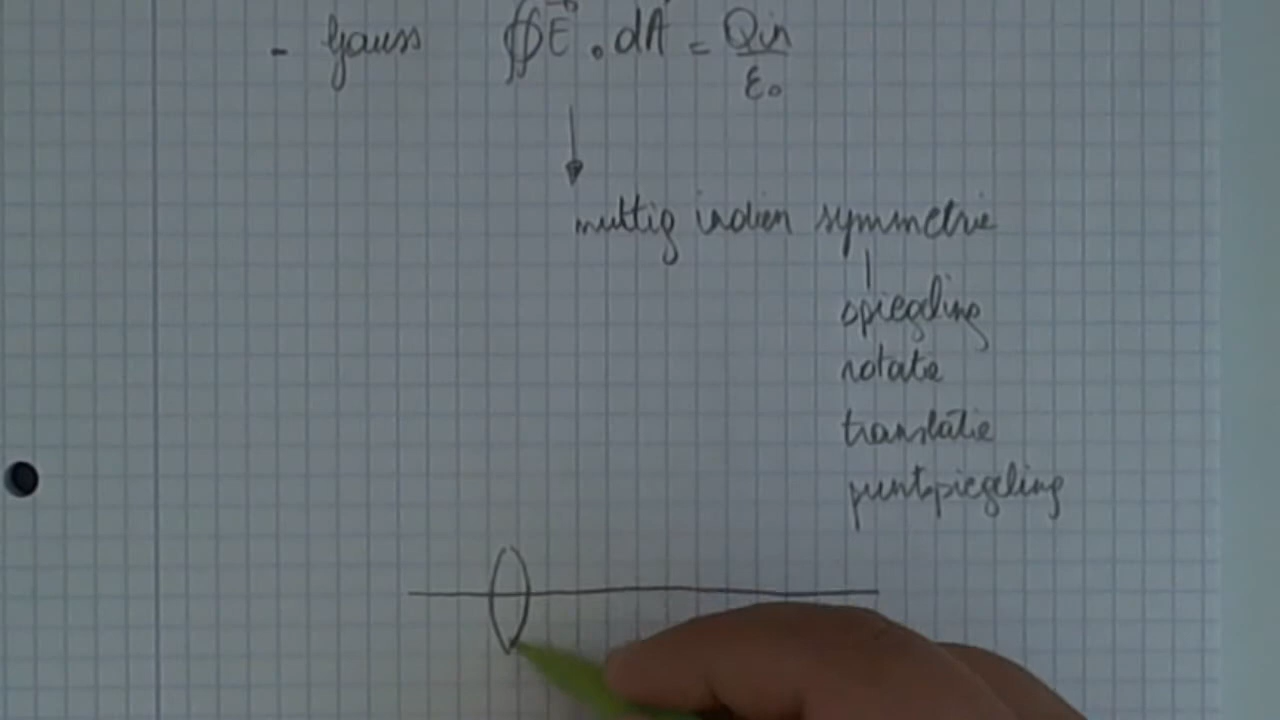 - Gauss ∯E⃗ . dA⃗ = Qin/ε₀
nuttig indien symmetrie
spiegeling
rotatie
translatie
puntspiegeling